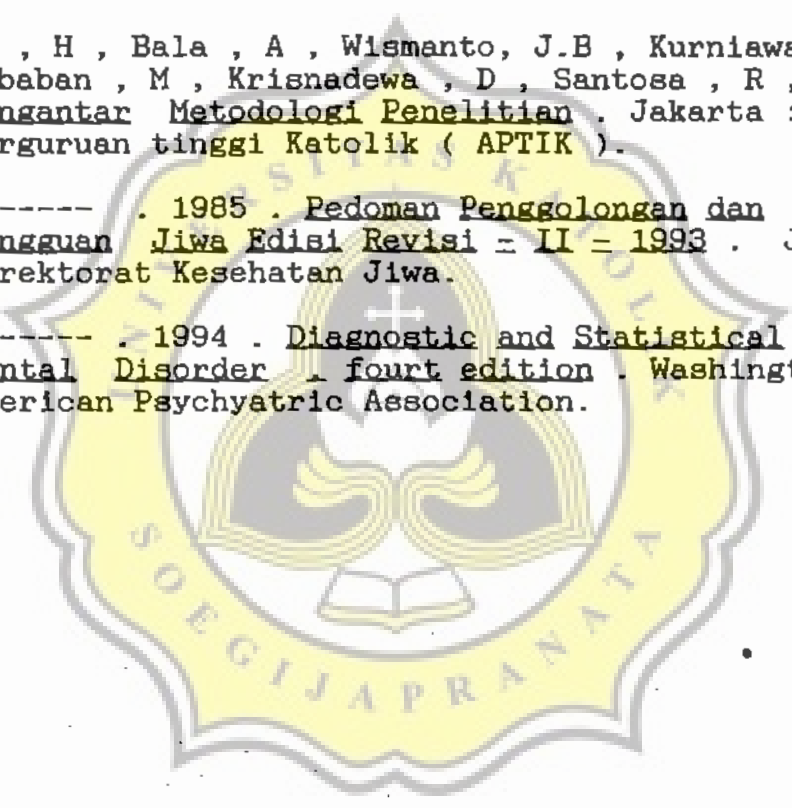 , H , Bala , A , Wismanto, J.B , Kurniawa
baban , M , Krisnadewa , D , Santosa , R ,
ngantar Metodologi Penelitian . Jakarta :
rguruan tinggi Katolik ( APTIK ).
----- . 1985 . Pedoman Penggolongan dan
ngguan Jiwa Edisi Revisi - II - 1993 . J
rektorat Kesehatan Jiwa.
----- . 1994 . Diagnostic and Statistical
ntal Disorder , fourt edition . Washingt
erican Psychyatric Association.
UNIVERSITAS KATOLIK
SOEGIJAPRANATA